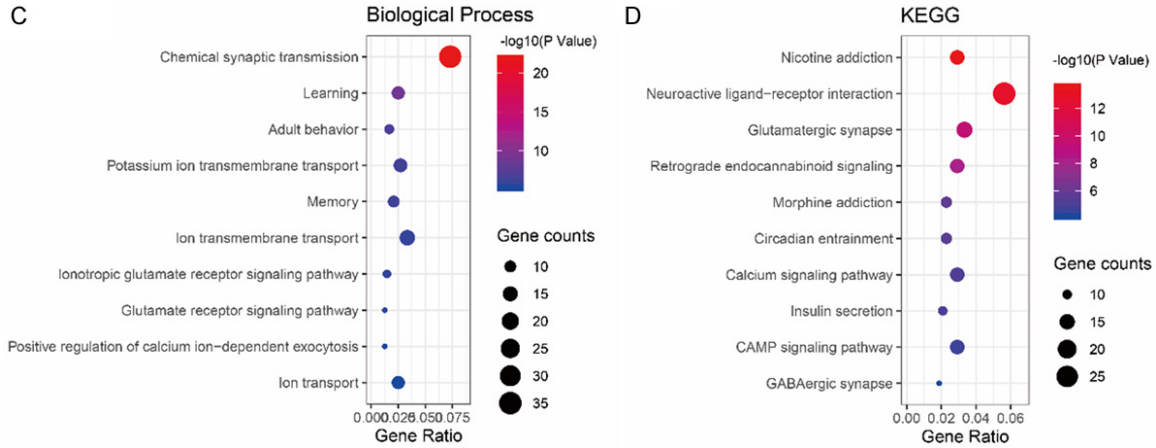 C
Biological Process
Chemical synaptic transmission
Learning
Adult behavior
Potassium ion transmembrane transport
Memory
Ion transmembrane transport
Ionotropic glutamate receptor signaling pathway
Glutamate receptor signaling pathway
Positive regulation of calcium ion-dependent exocytosis
Ion transport
0.000 0.025 0.050 0.075
Gene Ratio
-log10(P Value)
20
15
10
Gene counts
10
15
20
25
30
35
D
KEGG
Nicotine addiction
Neuroactive ligand-receptor interaction
Glutamatergic synapse
Retrograde endocannabinoid signaling
Morphine addiction
Circadian entrainment
Calcium signaling pathway
Insulin secretion
CAMP signaling pathway
GABAergic synapse
0.00 0.02 0.04 0.06
Gene Ratio
-log10(P Value)
12
10
8
6
Gene counts
10
15
20
25